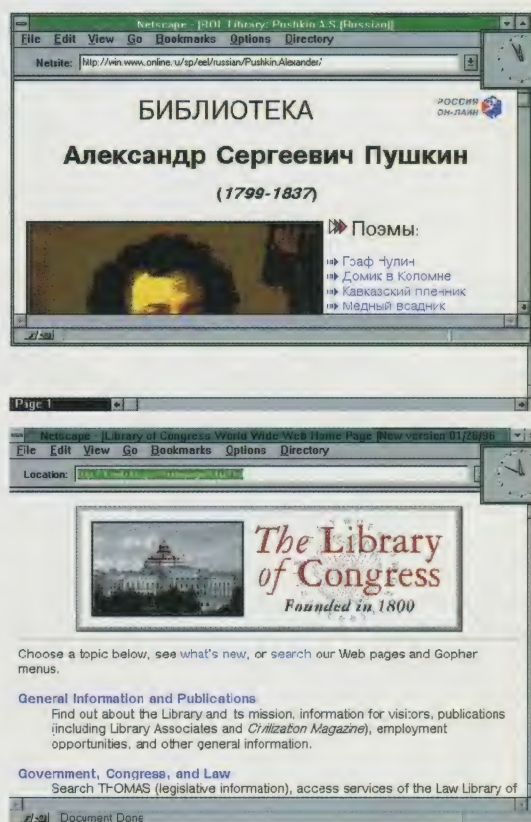 Netscape - [ROL Library: Pushkin A.S.[Russian]]
File Edit View Go Bookmarks Options Directory
Netsite: http://win.www.online.ru/sp/eel/russian/Pushkin.Alexander/
БИБЛИОТЕКА
РОССИЯ
ОН-ЛАЙН
Александр Сергеевич Пушкин
(1799-1837)
Поэмы:
Граф Нулин
Домик в Коломне
Кавказский пленник
Медный всадник
Page 1
Netscape - [Library of Congress World Wide Web Home Page [New version 01/26/96
File Edit View Go Bookmarks Options Directory
Location:
The Library
of Congress
Founded in 1800
Choose a topic below, see what's new, or search our Web pages and Gopher
menus.
General Information and Publications
Find out about the Library and its mission, information for visitors, publications
(including Library Associates and Civilization Magazine), employment
opportunities, and other general information.
Government, Congress, and Law
Search THOMAS (legislative information), access services of the Law Library of
Document Done